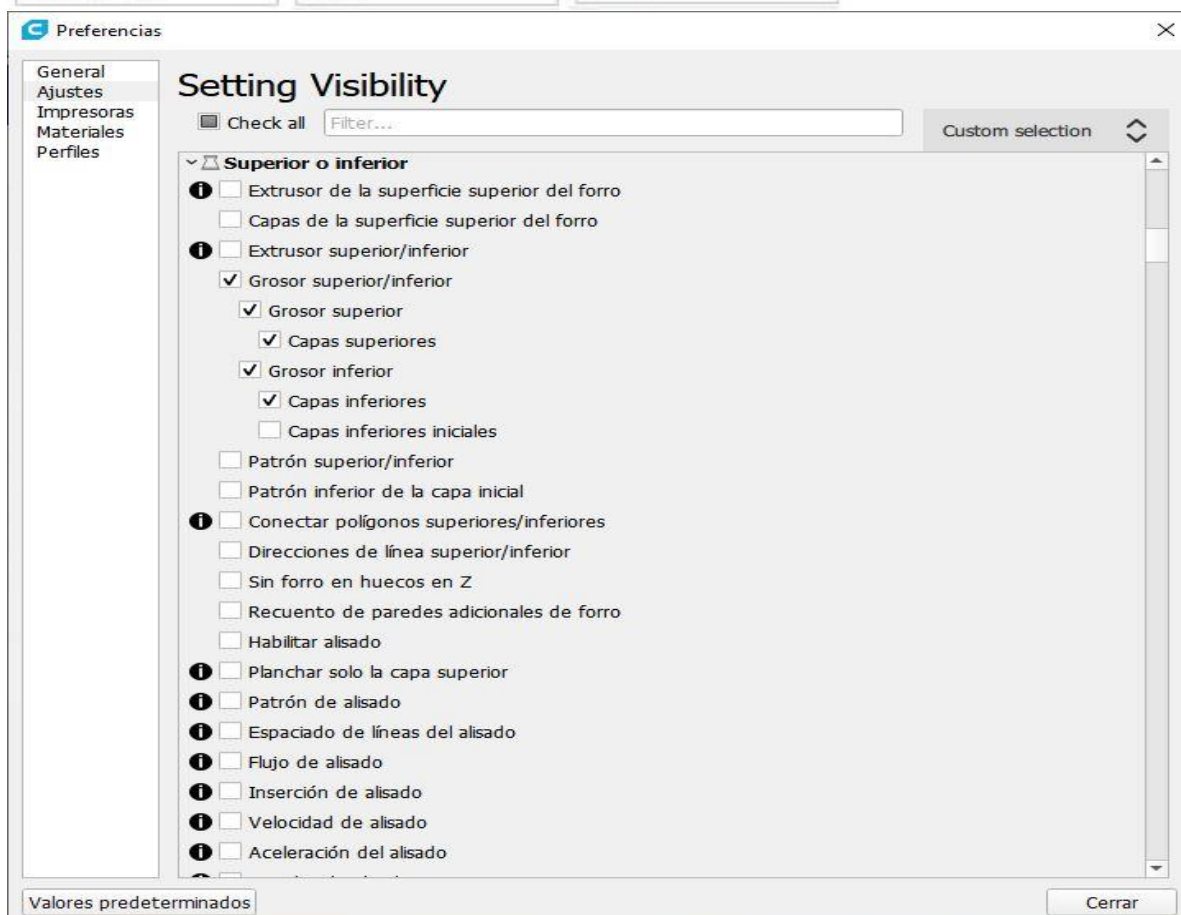 Preferencias
General
Ajustes
Impresoras
Materiales
Perfiles
Setting Visibility
Check all
Filter...
Custom selection
Superior o inferior
Extrusor de la superficie superior del forro
Capas de la superficie superior del forro
Extrusor superior/inferior
Grosor superior/inferior
Grosor superior
Capas superiores
Grosor inferior
Capas inferiores
Capas inferiores iniciales
Patrón superior/inferior
Patrón inferior de la capa inicial
Conectar polígonos superiores/inferiores
Direcciones de línea superior/inferior
Sin forro en huecos en Z
Recuento de paredes adicionales de forro
Habilitar alisado
Planchar solo la capa superior
Patrón de alisado
Espaciado de líneas del alisado
Flujo de alisado
Inserción de alisado
Velocidad de alisado
Aceleración del alisado
Valores predeterminados
Cerrar